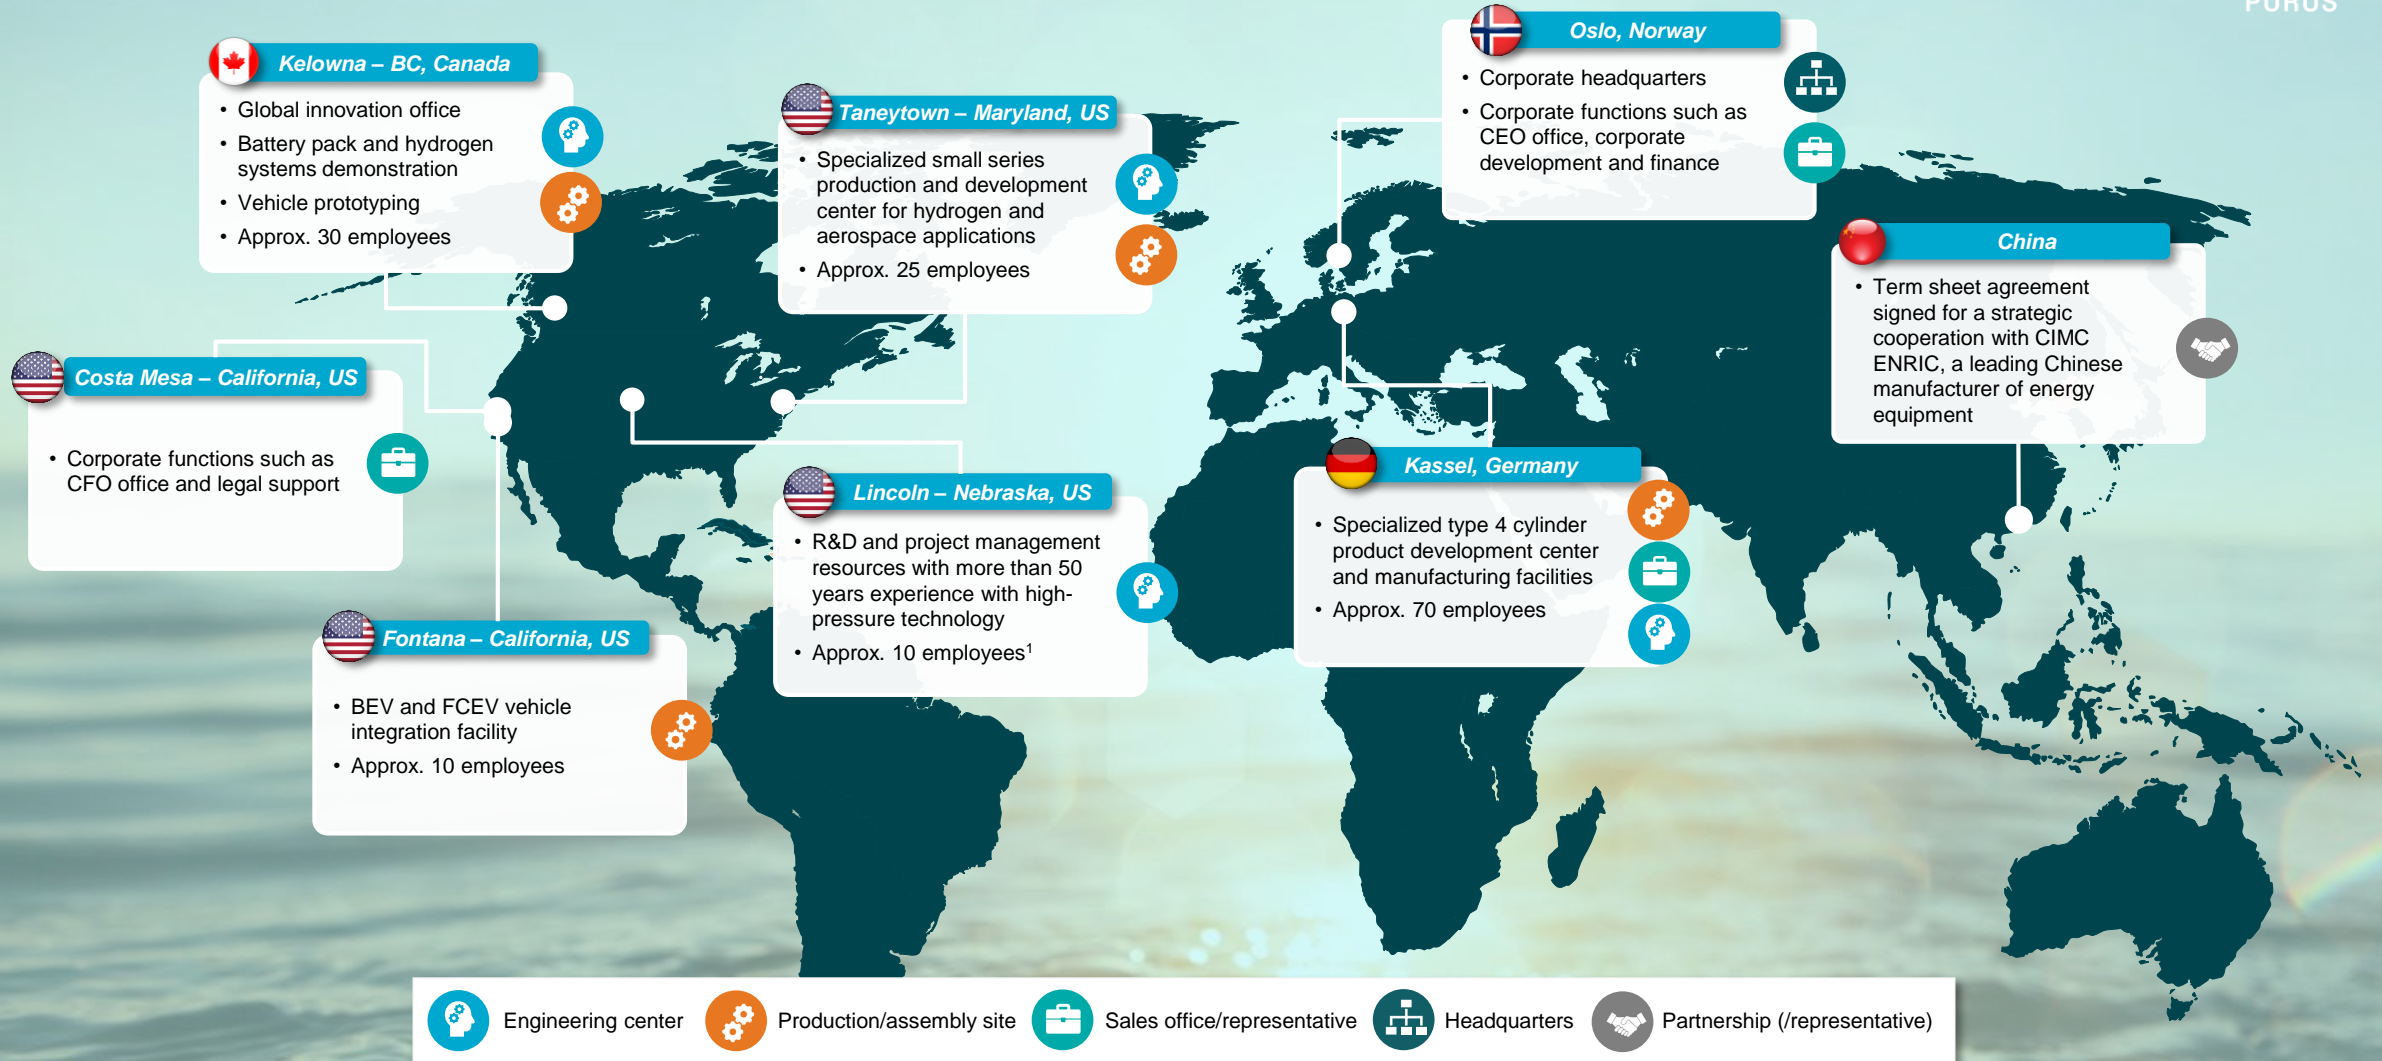 PURUS
Kelowna – BC, Canada
• Global innovation office
• Battery pack and hydrogen
systems demonstration
• Vehicle prototyping
• Approx. 30 employees
Taneytown – Maryland, US
• Specialized small series
production and development
center for hydrogen and
aerospace applications
• Approx. 25 employees
Oslo, Norway
• Corporate headquarters
• Corporate functions such as
CEO office, corporate
development and finance
China
• Term sheet agreement
signed for a strategic
cooperation with CIMC
ENRIC, a leading Chinese
manufacturer of energy
equipment
Costa Mesa – California, US
• Corporate functions such as
CFO office and legal support
Lincoln – Nebraska, US
• R&D and project management
resources with more than 50
years experience with high-
pressure technology
• Approx. 10 employees¹
Kassel, Germany
• Specialized type 4 cylinder
product development center
and manufacturing facilities
• Approx. 70 employees
Fontana – California, US
• BEV and FCEV vehicle
integration facility
• Approx. 10 employees
Engineering center
Production/assembly site
Sales office/representative
Headquarters
Partnership (/representative)